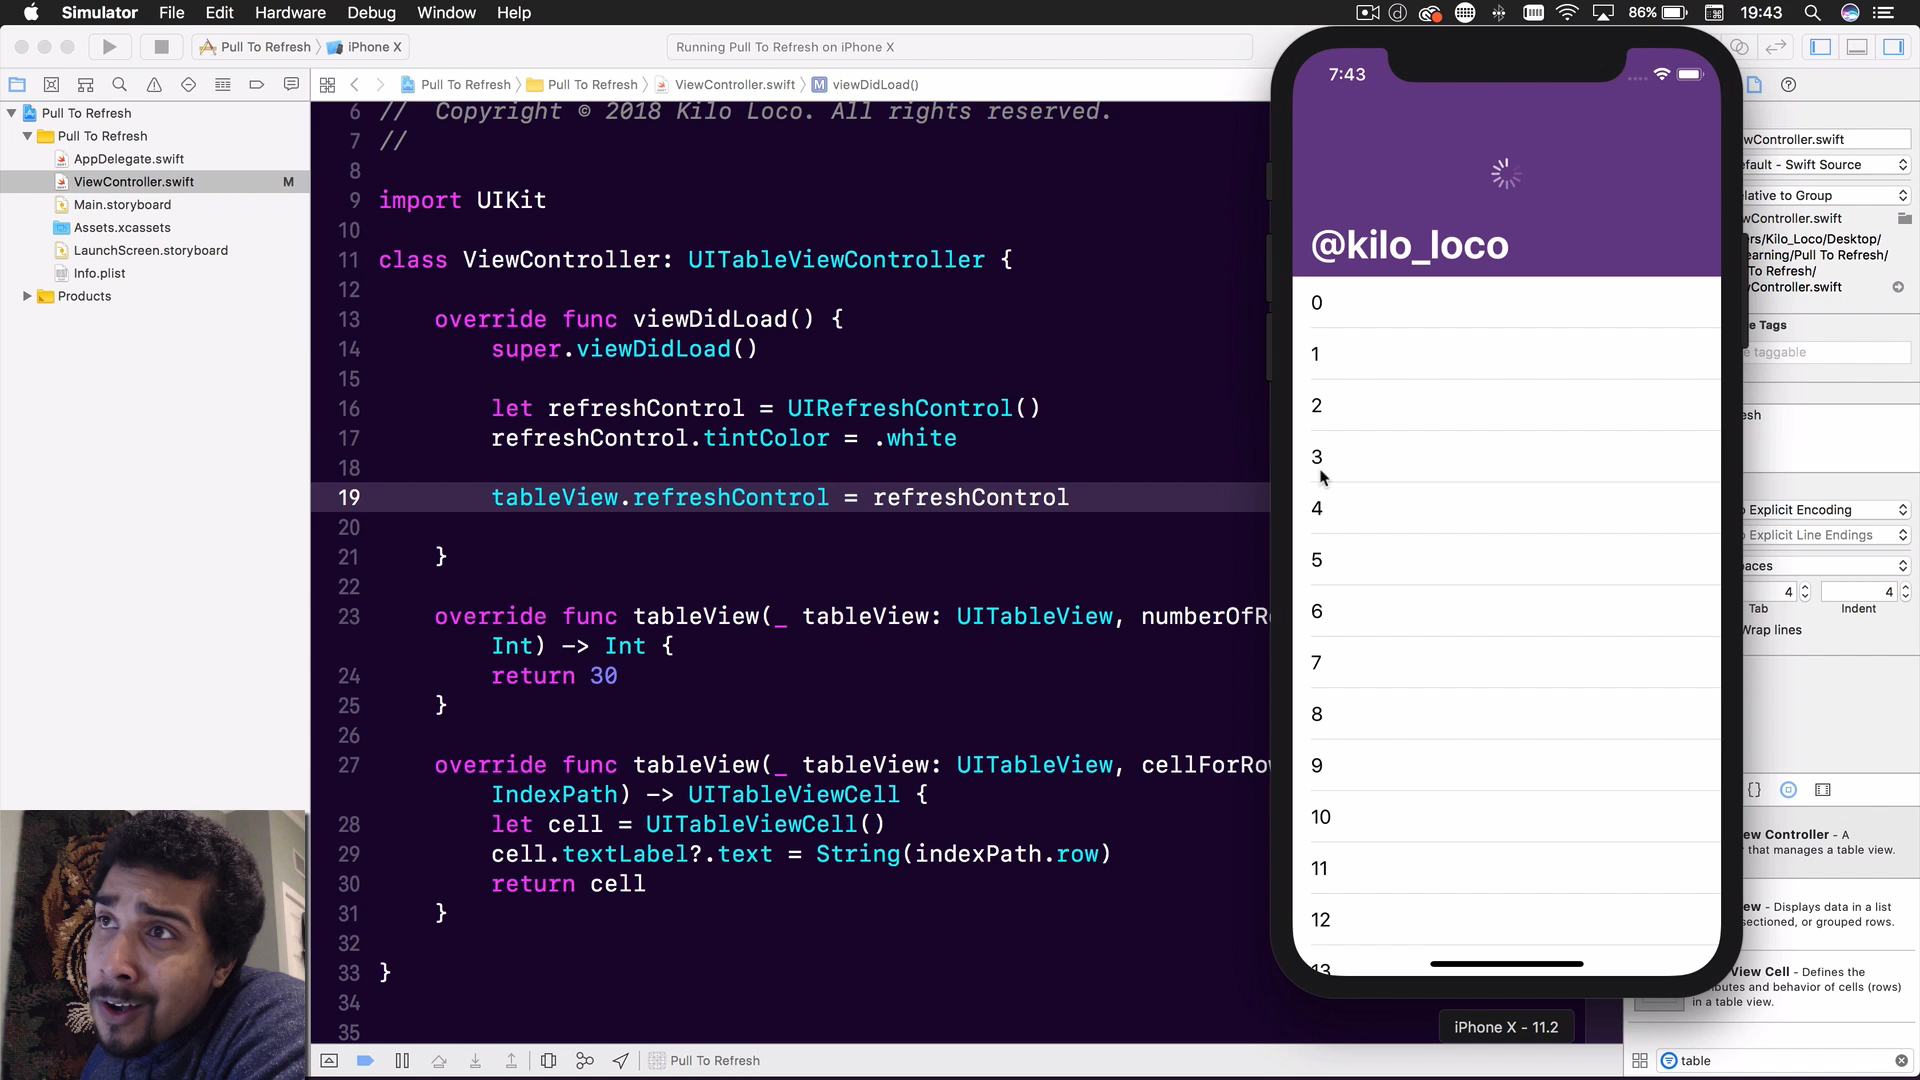 Simulator File Edit Hardware Debug Window Help 86% 19:43
Pull To Refresh iPhone X Running Pull To Refresh on iPhone X
Pull To Refresh Pull To Refresh ViewController.swift M viewDidLoad()
Pull To Refresh
Pull To Refresh
AppDelegate.swift
ViewController.swift M
Main.storyboard
Assets.xcassets
LaunchScreen.storyboard
Info.plist
Products
6 // Copyright © 2018 Kilo Loco. All rights reserved.
7 //
8
9 import UIKit
10
11 class ViewController: UITableViewController {
12
13 override func viewDidLoad() {
14 super.viewDidLoad()
15
16 let refreshControl = UIRefreshControl()
17 refreshControl.tintColor = .white
18
19 tableView.refreshControl = refreshControl
20
21 }
22
23 override func tableView(_ tableView: UITableView, numberOfR
Int) -> Int {
24 return 30
25 }
26
27 override func tableView(_ tableView: UITableView, cellForRow
IndexPath) -> UITableViewCell {
28 let cell = UITableViewCell()
29 cell.textLabel?.text = String(indexPath.row)
30 return cell
31 }
32
33 }
34
35
Pull To Refresh
7:43
@kilo_loco
0
1
2
3
4
5
6
7
8
9
10
11
12
13
iPhone X - 11.2
wController.swift
efault - Swift Source
elative to Group
wController.swift
ers/Kilo_Loco/Desktop/
earning/Pull To Refresh/
To Refresh/
wController.swift
e Tags
e taggable
esh
o Explicit Encoding
o Explicit Line Endings
paces
4 4
Tab Indent
Wrap lines
{}
ew Controller - A
r that manages a table view.
ew - Displays data in a list
sectioned, or grouped rows.
View Cell - Defines the
ributes and behavior of cells (rows)
in a table view.
table